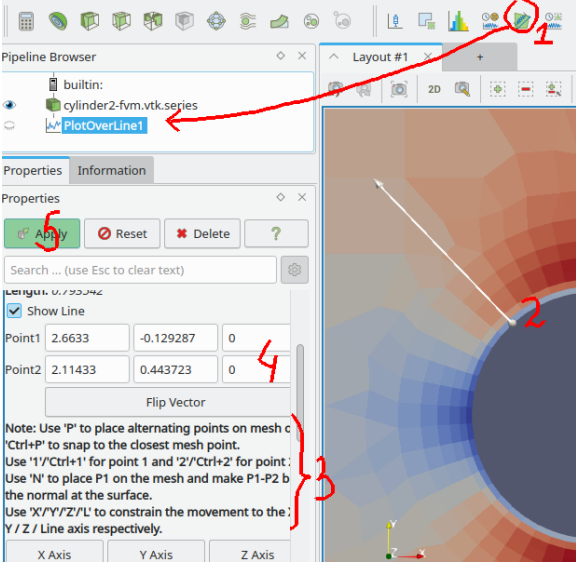 1
Pipeline Browser
Layout #1
+
builtin:
cylinder2-fvm.vtk.series
PlotOverLine1
2D
Properties
Information
Properties
5
Apply
Reset
Delete
?
Search ... (use Esc to clear text)
Length: 0.793542
Show Line
Point1 2.6633 -0.129287 0
Point2 2.11433 0.443723 0
4
2
Flip Vector
Note: Use 'P' to place alternating points on mesh o
'Ctrl+P' to snap to the closest mesh point.
Use '1'/'Ctrl+1' for point 1 and '2'/'Ctrl+2' for point
3
Use 'N' to place P1 on the mesh and make P1-P2 b
the normal at the surface.
Use 'X'/'Y'/'Z'/'L' to constrain the movement to the X
Y / Z / Line axis respectively.
X Axis
Y Axis
Z Axis
Y
Z
X